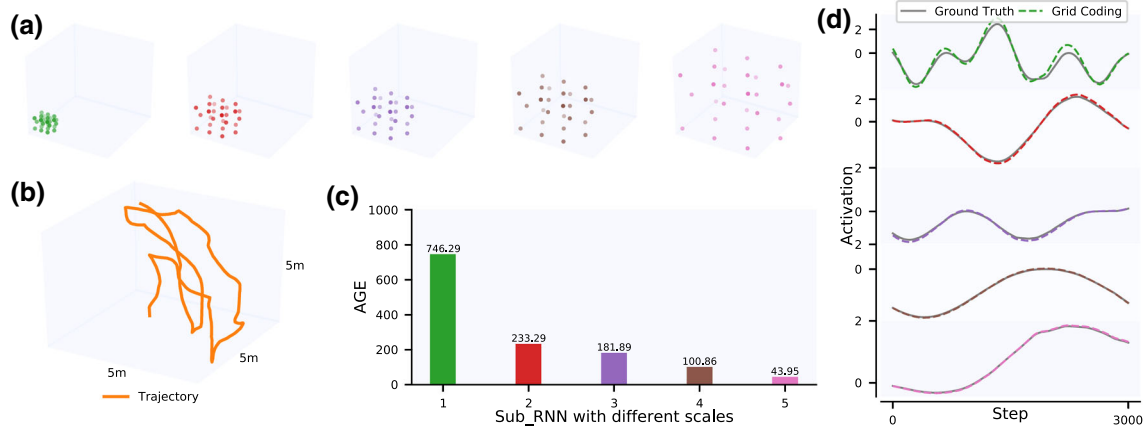 (a)
(b)
5m
5m
5m
Trajectory
(c)
AGE
1000
800
600
400
200
0
746.29
233.29
181.89
100.86
43.95
1 2 3 4 5
Sub_RNN with different scales
(d)
Ground Truth Grid Coding
Activation
2
0
2
0
2
0
2
0
2
0
0 3000
Step